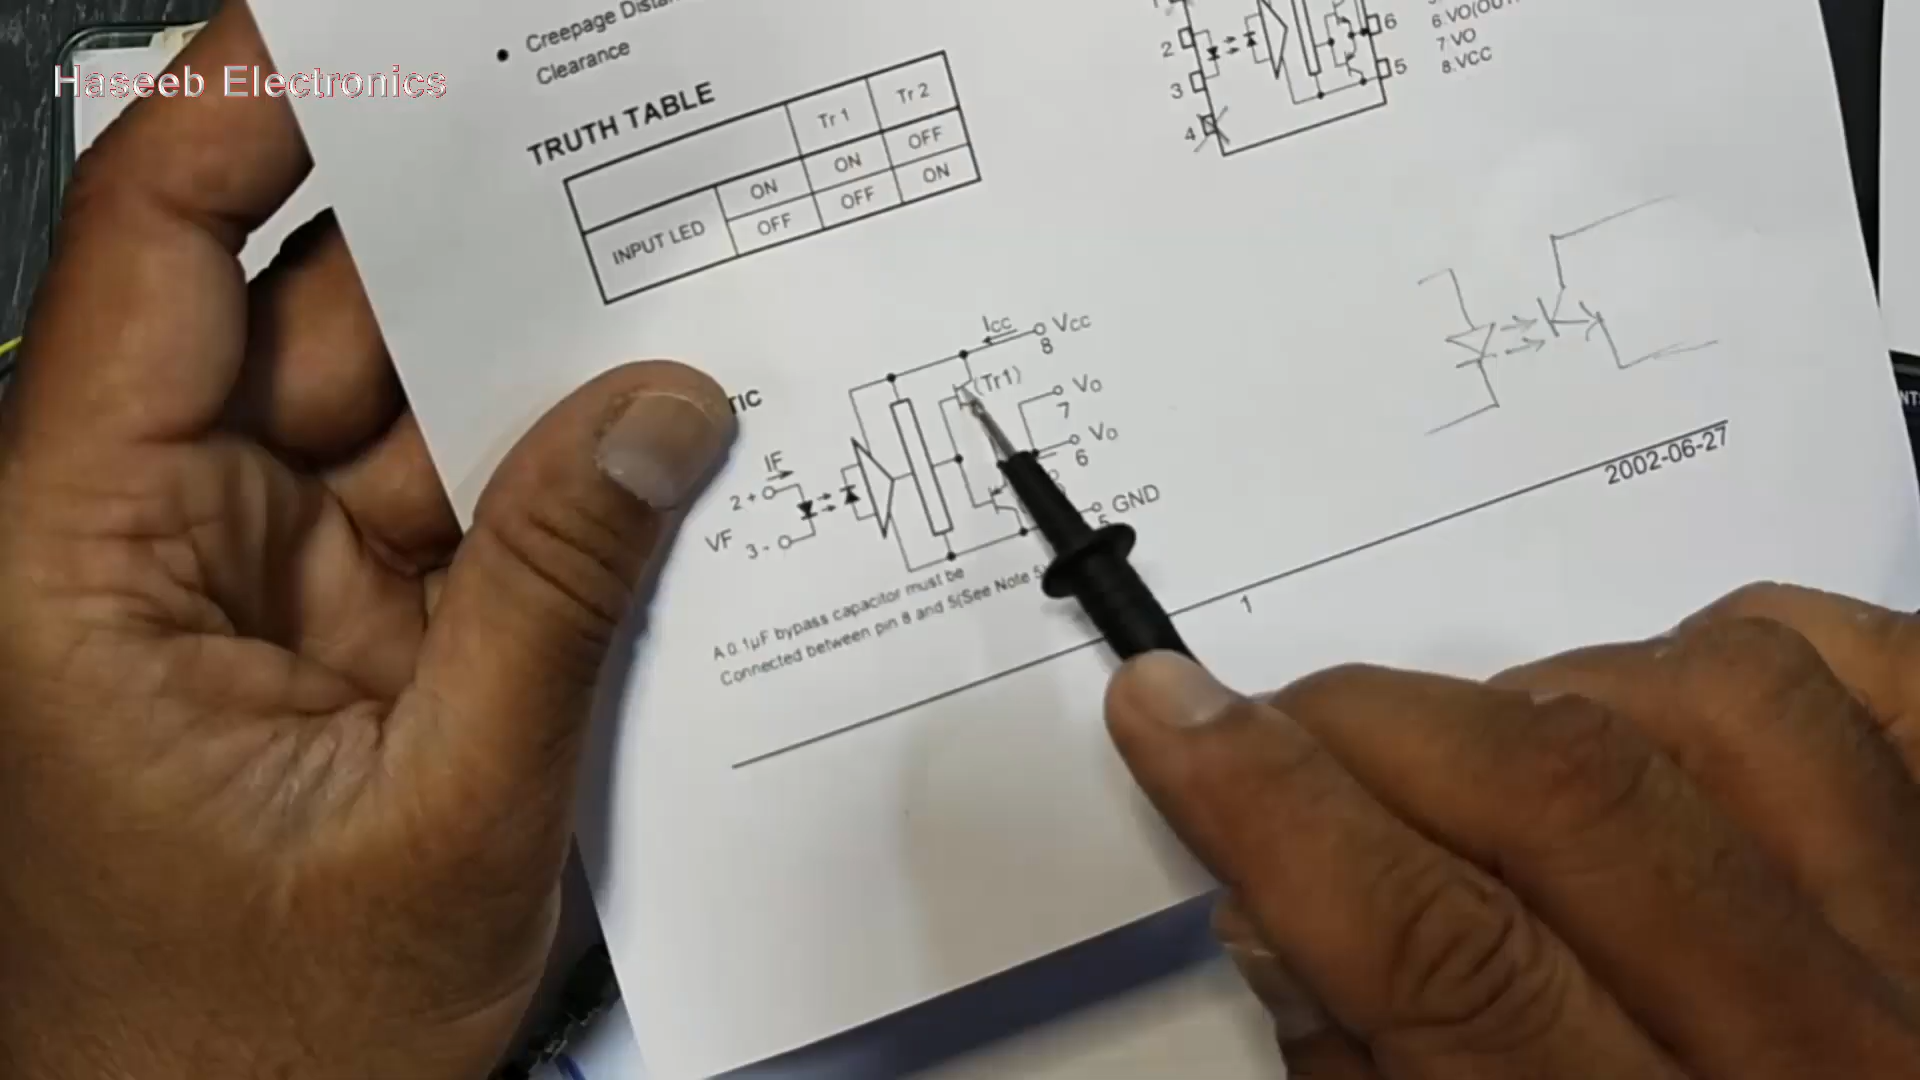 Haseeb Electronics
Creepage
Clearance
TRUTH TABLE
Tr 1 Tr 2
INPUT LED ON ON OFF
OFF OFF ON
2
3
4
6
5
6.VO
7.VO
8.VCC
ICC
8 VCC
(Tr1)
VO
7
VO
6
GND
5
IF
2 +
VF
3 -
A 0.1μF bypass capacitor must be
Connected between pin 8 and 5(See Note 5)
1
2002-06-27